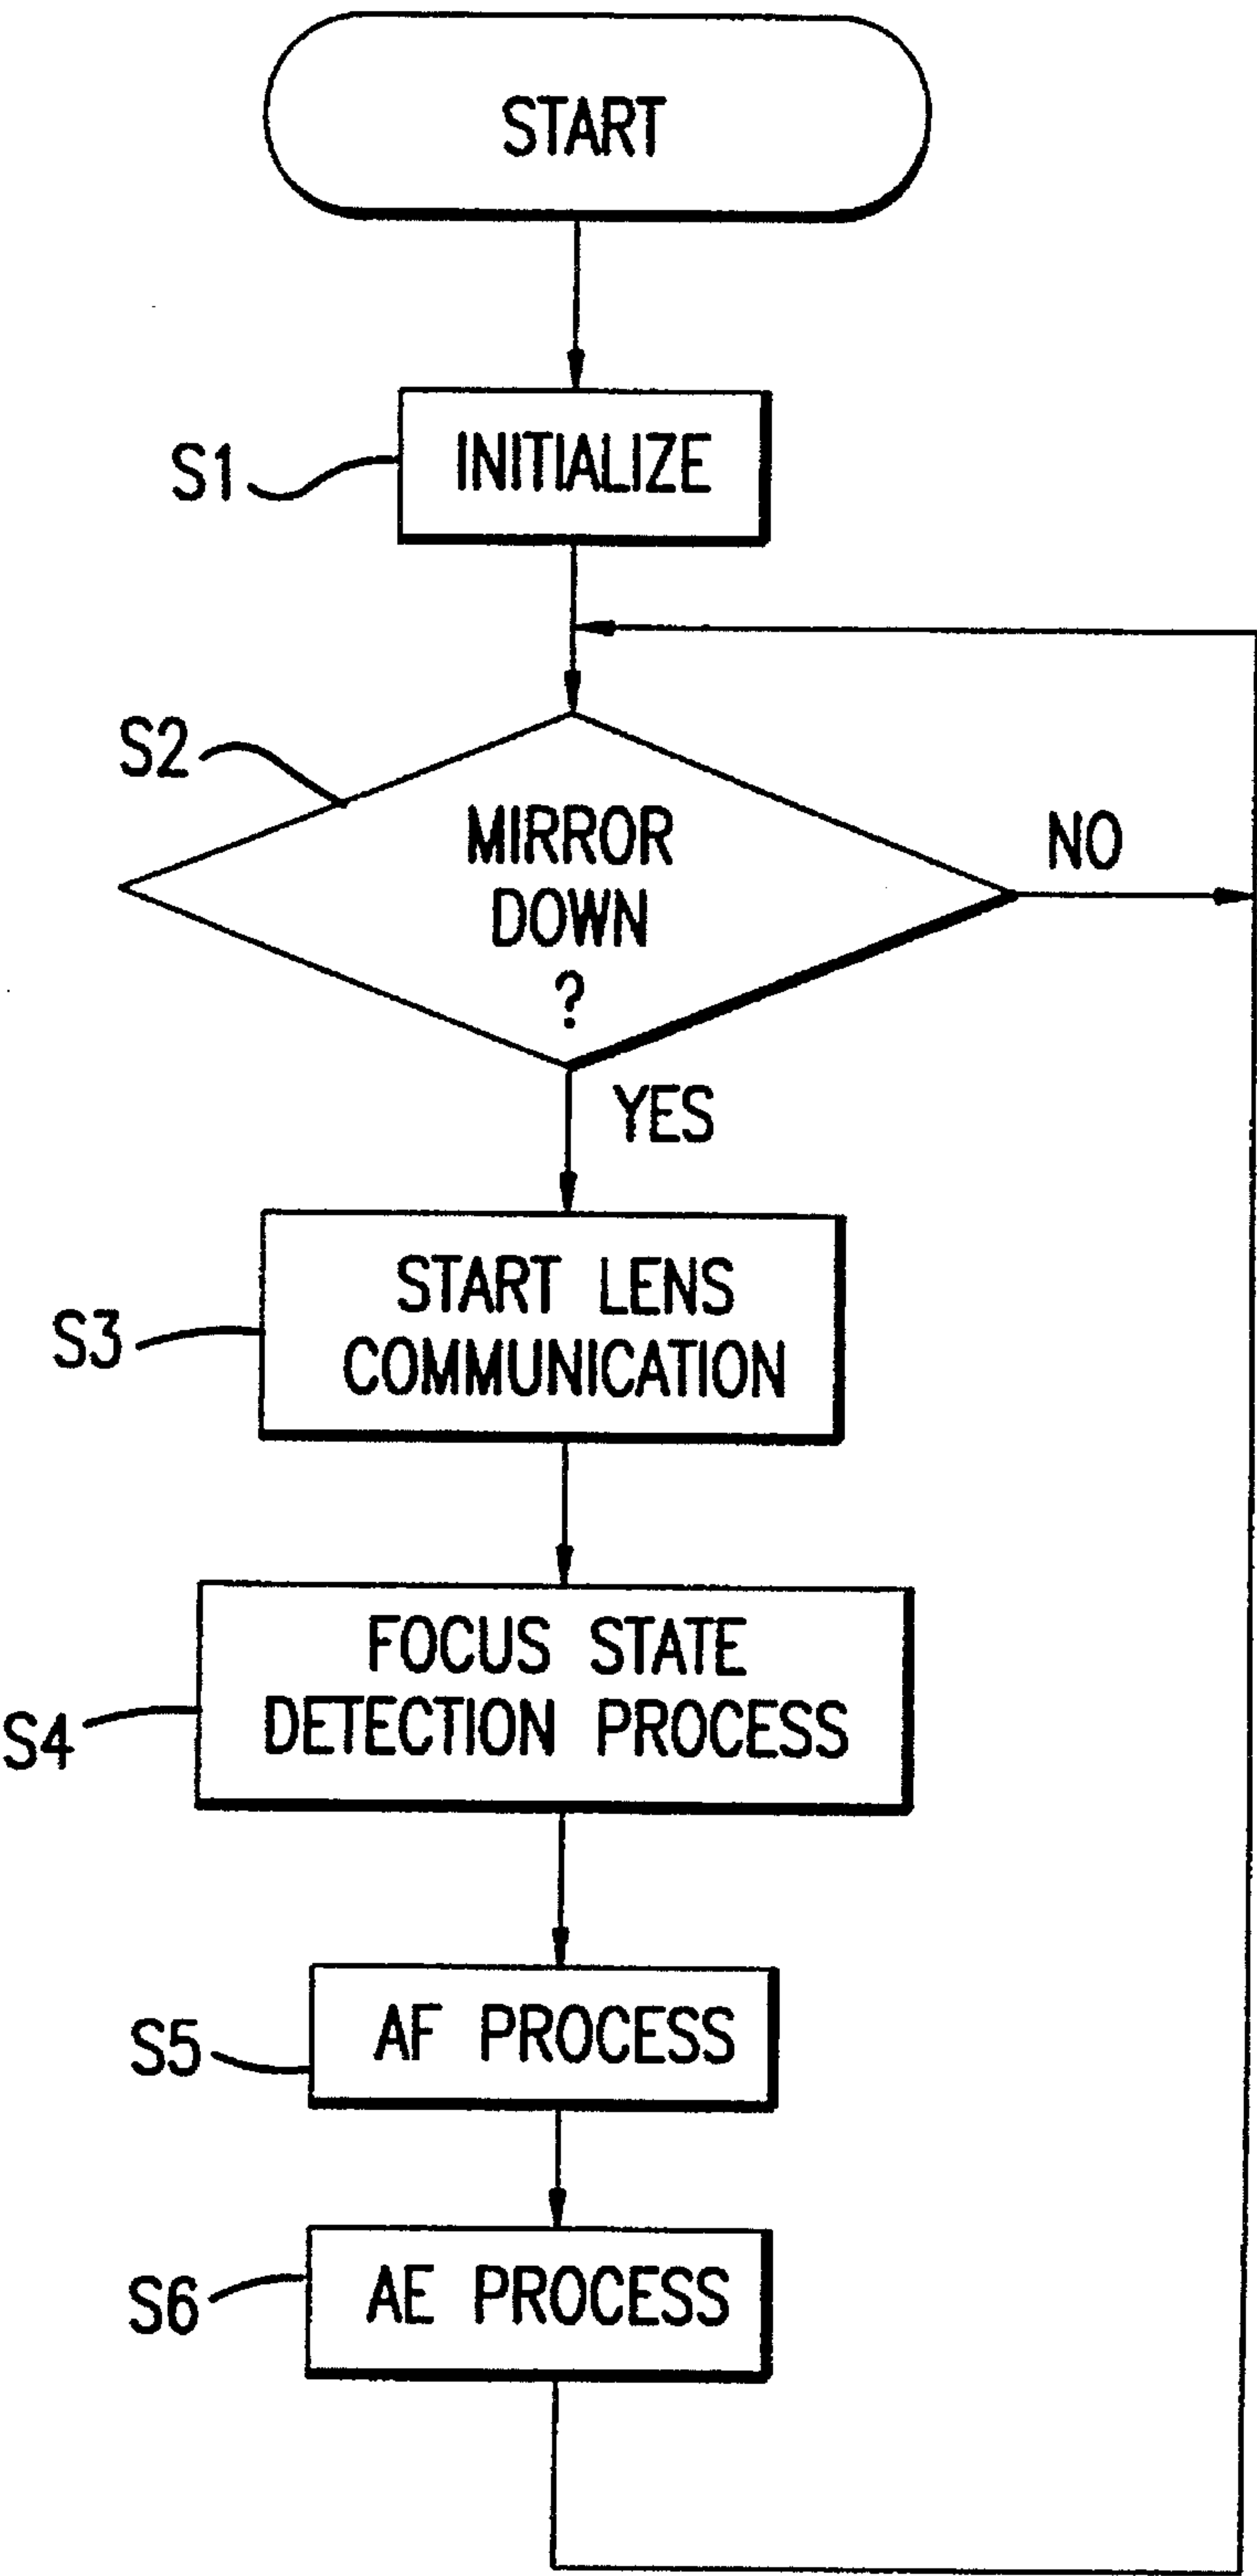 START
S1
INITIALIZE
S2
MIRROR
DOWN
?
NO
YES
S3
START LENS
COMMUNICATION
S4
FOCUS STATE
DETECTION PROCESS
S5
AF PROCESS
S6
AE PROCESS